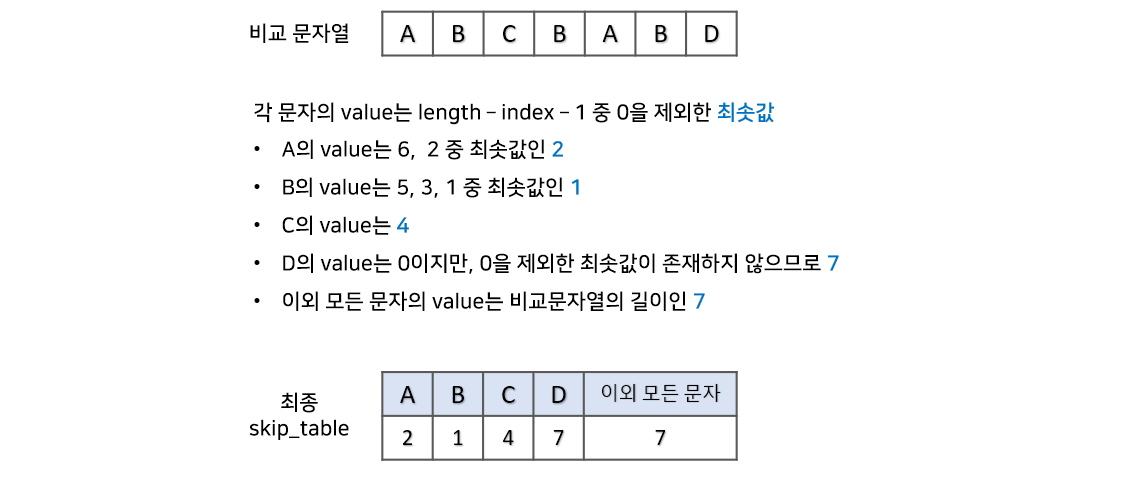 비교 문자열 A B C B A B D
각 문자의 value는 length – index – 1 중 0을 제외한 최솟값
• A의 value는 6, 2 중 최솟값인 2
• B의 value는 5, 3, 1 중 최솟값인 1
• C의 value는 4
• D의 value는 0이지만, 0을 제외한 최솟값이 존재하지 않으므로 7
• 이외 모든 문자의 value는 비교문자열의 길이인 7
최종
skip_table
A B C D 이외 모든 문자
2 1 4 7 7